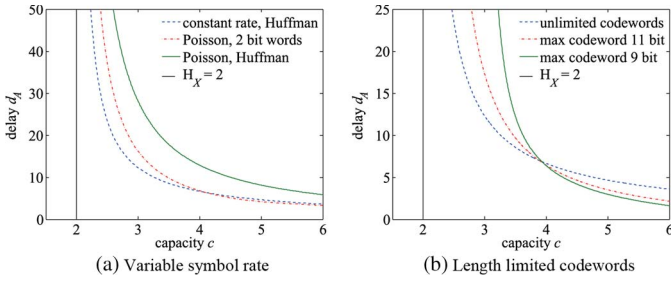 50
40
30
20
10
0
delay d_A
constant rate, Huffman
Poisson, 2 bit words
Poisson, Huffman
H_X = 2
2 3 4 5 6
capacity c
(a) Variable symbol rate
25
20
15
10
5
0
delay d_A
unlimited codewords
max codeword 11 bit
max codeword 9 bit
H_X = 2
2 3 4 5 6
capacity c
(b) Length limited codewords